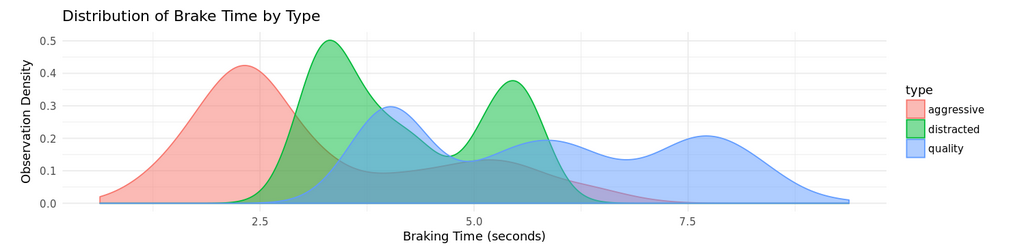 Distribution of Brake Time by Type
Observation Density
0.5
0.4
0.3
0.2
0.1
0.0
2.5 5.0 7.5
Braking Time (seconds)
type
aggressive
distracted
quality